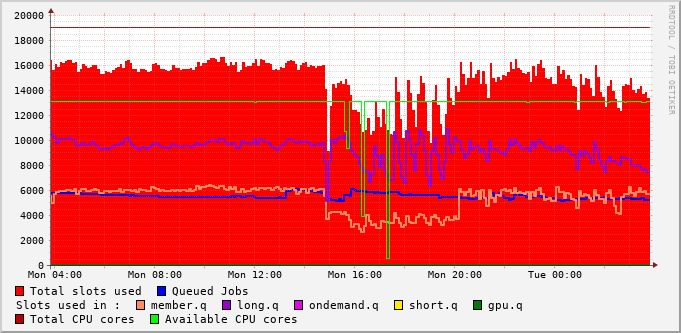 20000
18000
16000
14000
12000
10000
8000
6000
4000
2000
0
Mon 04:00 Mon 08:00 Mon 12:00 Mon 16:00 Mon 20:00 Tue 00:00
Total slots used Queued Jobs
Slots used in : member.q long.q ondemand.q short.q gpu.q
Total CPU cores Available CPU cores
RRDTOOL / TOBI OETIKER